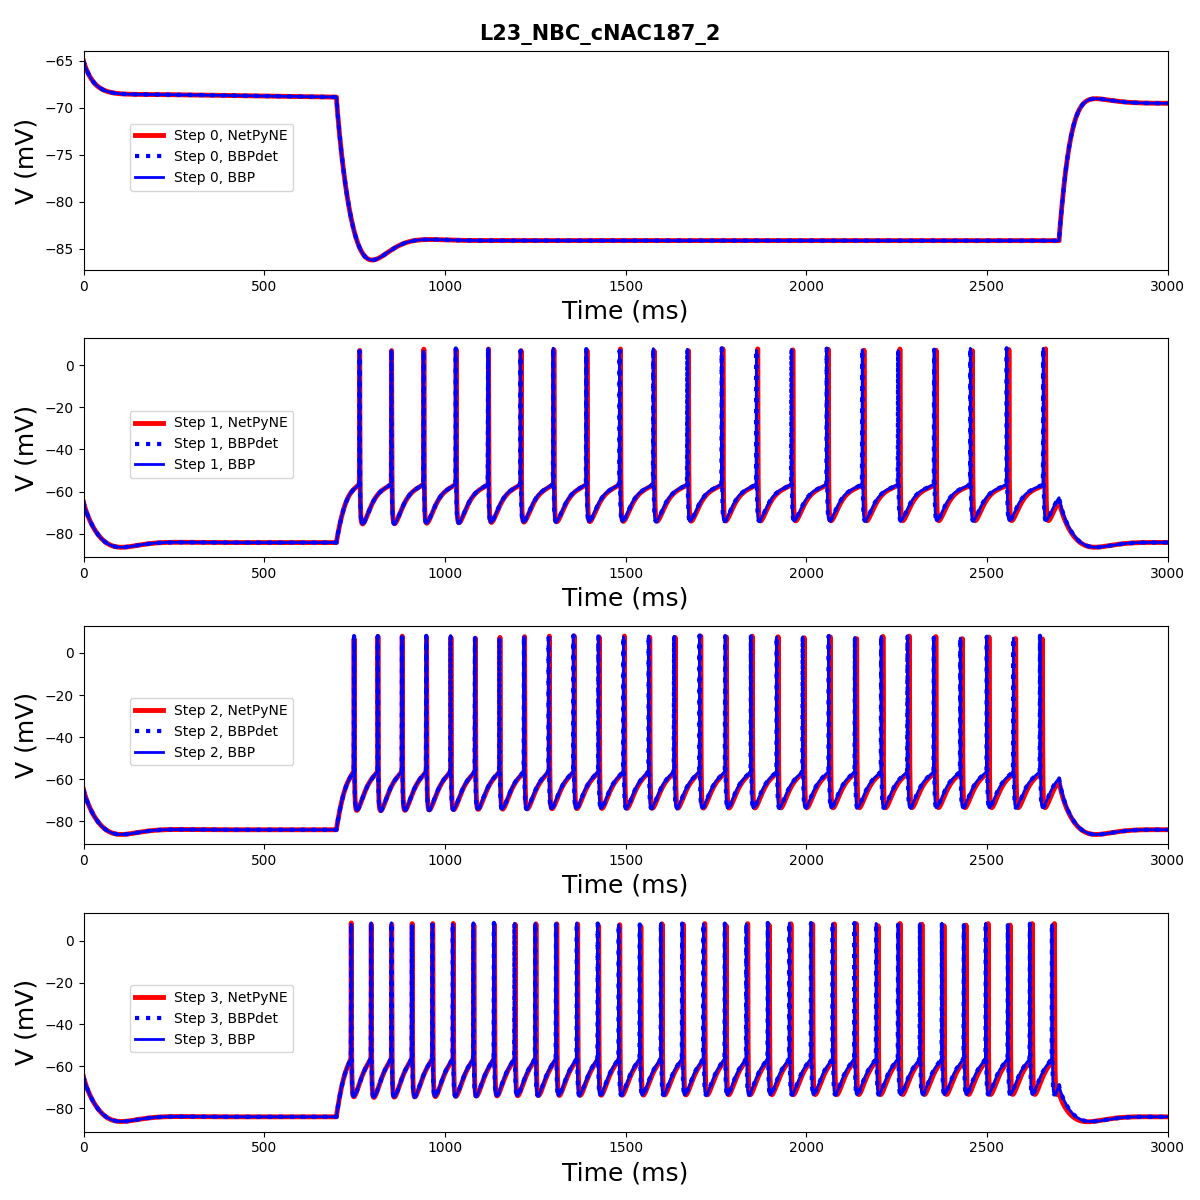 L23_NBC_cNAC187_2
−65
−70
−75
−80
−85
V (mV)
Step 0, NetPyNE
Step 0, BBPdet
Step 0, BBP
0 500 1000 1500 2000 2500 3000
Time (ms)
0
−20
−40
−60
−80
V (mV)
Step 1, NetPyNE
Step 1, BBPdet
Step 1, BBP
0 500 1000 1500 2000 2500 3000
Time (ms)
0
−20
−40
−60
−80
V (mV)
Step 2, NetPyNE
Step 2, BBPdet
Step 2, BBP
0 500 1000 1500 2000 2500 3000
Time (ms)
0
−20
−40
−60
−80
V (mV)
Step 3, NetPyNE
Step 3, BBPdet
Step 3, BBP
0 500 1000 1500 2000 2500 3000
Time (ms)